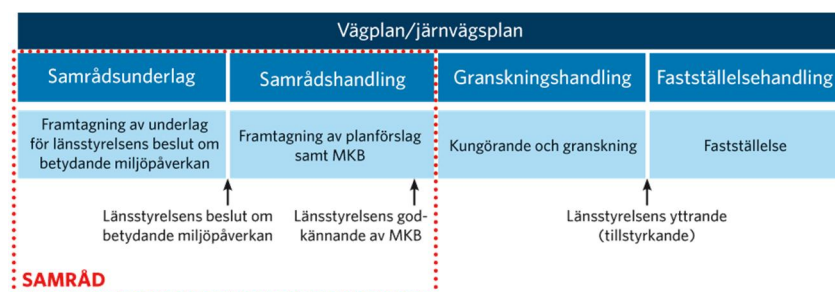 Vägplan/järnvägsplan
Samrådsunderlag
Samrådshandling
Granskningshandling
Fastställelsehandling
Framtagning av underlag
för länsstyrelsens beslut om
betydande miljöpåverkan
Framtagning av planförslag
samt MKB
Kungörande och granskning
Fastställelse
Länsstyrelsens beslut om
betydande miljöpåverkan
Länsstyrelsens god-
kännande av MKB
Länsstyrelsens yttrande
(tillstyrkande)
SAMRÅD